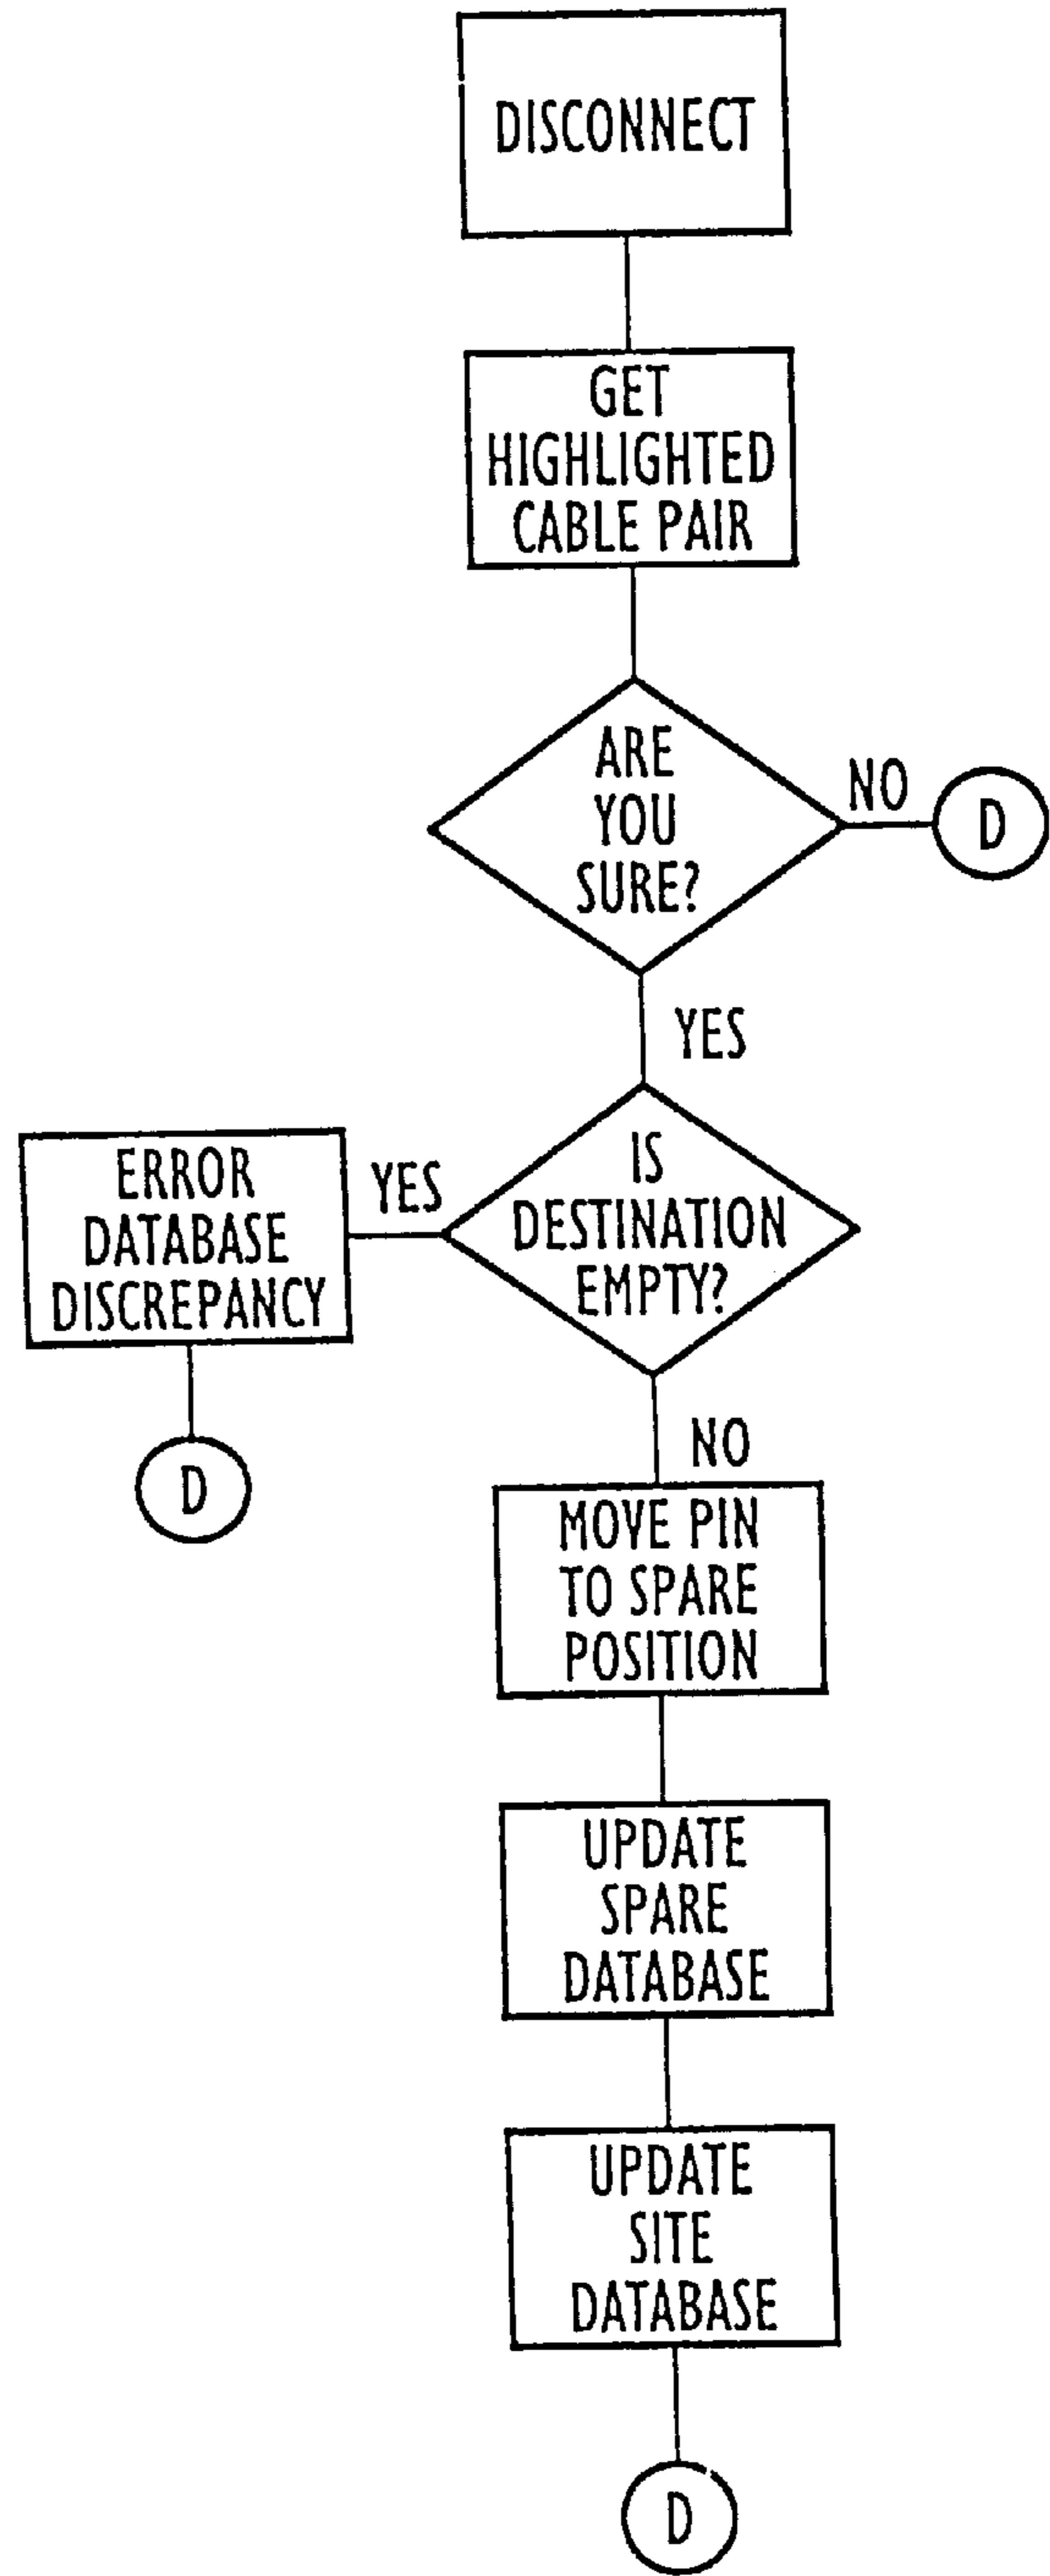 DISCONNECT
GET
HIGHLIGHTED
CABLE PAIR
ARE
YOU
SURE?
NO
D
YES
IS
DESTINATION
EMPTY?
YES
ERROR
DATABASE
DISCREPANCY
D
NO
MOVE PIN
TO SPARE
POSITION
UPDATE
SPARE
DATABASE
UPDATE
SITE
DATABASE
D